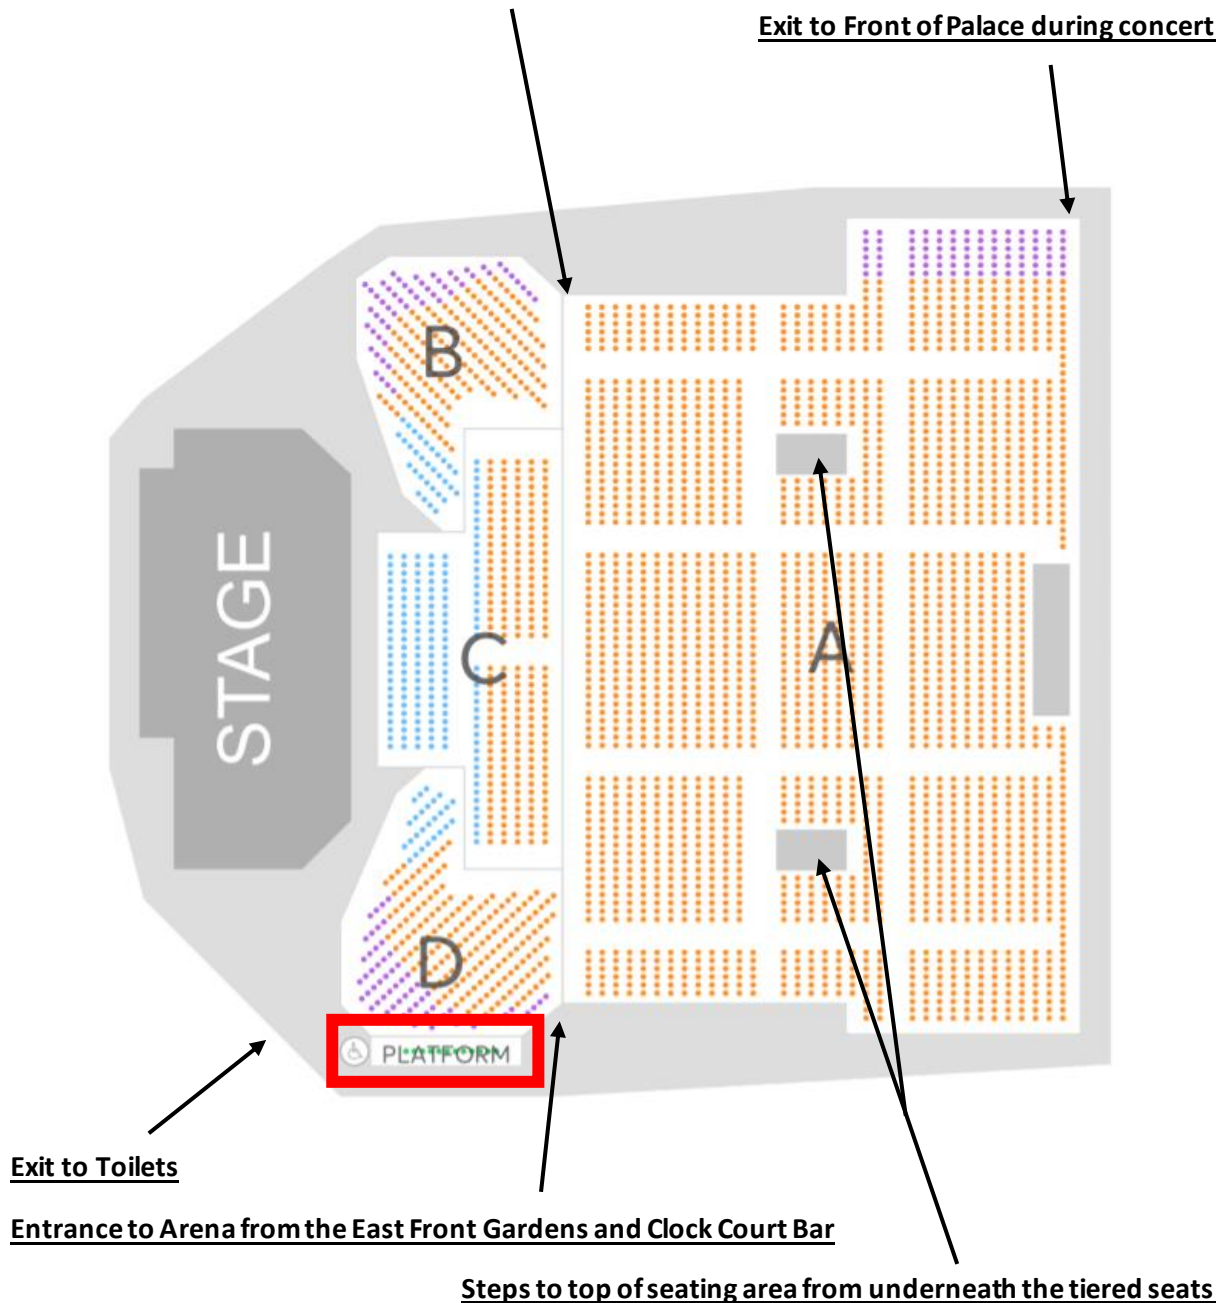 Exit to Front of Palace during concert
B
STAGE
C
A
D
PLATFORM
Exit to Toilets
Entrance to Arena from the East Front Gardens and Clock Court Bar
Steps to top of seating area from underneath the tiered seats